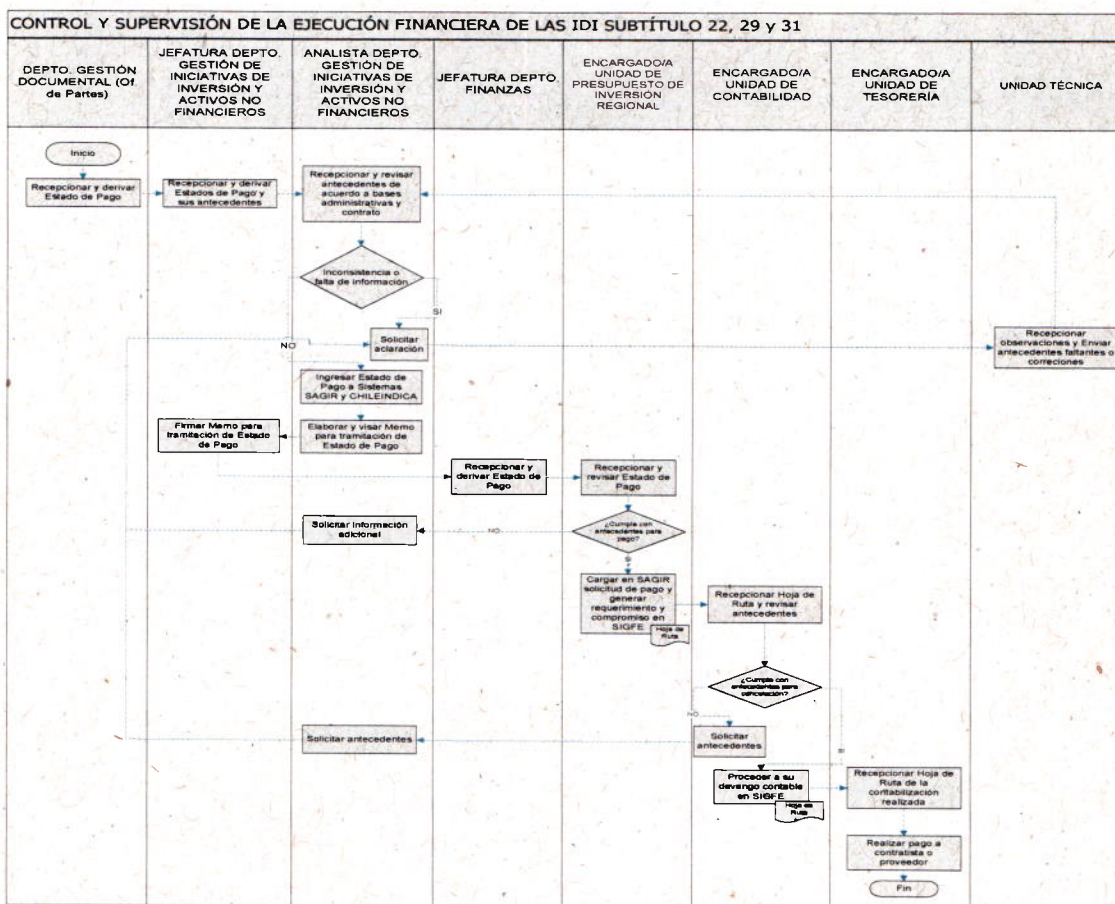 CONTROL Y SUPERVISIÓN DE LA EJECUCIÓN FINANCIERA DE LAS IDI SUBTÍTULO 22, 29 y 31
DEPTO. GESTIÓN
DOCUMENTAL (Of.
de Partes)
JEFATURA DEPTO.
GESTIÓN DE
INICIATIVAS DE
INVERSIÓN Y
ACTIVOS NO
FINANCIEROS
ANALISTA DEPTO.
GESTIÓN DE
INICIATIVAS DE
INVERSIÓN Y
ACTIVOS NO
FINANCIEROS
JEFATURA DEPTO.
FINANZAS
ENCARGADO/A
UNIDAD DE
PRESUPUESTO DE
INVERSIÓN
REGIONAL
ENCARGADO/A
UNIDAD DE
CONTABILIDAD
ENCARGADO/A
UNIDAD DE
TESORERÍA
UNIDAD TÉCNICA
Inicio
Recepcionar y derivar
Estado de Pago
Recepcionar y derivar
Estados de Pago y
sus antecedentes
Recepcionar y revisar
antecedentes de
acuerdo a bases
administrativas y
contrato
Inconsistencia o
falta de información
SI
NO
Solicitar
aclaración
Recepcionar
observaciones y Enviar
antecedentes faltantes o
correciones
Ingresar Estado de
Pago a Sistemas
SAGIR y CHILEINDICA
Firmar Memo para
tramitación de Estado
de Pago
Elaborar y visar Memo
para tramitación de
Estado de Pago
Recepcionar y
derivar Estado de
Pago
Recepcionar y
revisar Estado de
Pago
Solicitar información
adicional
NO
¿Cumple con
antecedentes para
pago?
SI
Cargar en SAGIR
solicitud de pago y
generar
requerimiento y
compromiso en
SIGFE
Hoja de
Ruta
Recepcionar Hoja de
Ruta y revisar
antecedentes
¿Cumple con
antecedentes para
cancelación?
NO
SI
Solicitar antecedentes
Solicitar
antecedentes
Proceder a su
devengo contable
en SIGFE
Hoja de
Ruta
Recepcionar Hoja de
Ruta de la
contabilización
realizada
Realizar pago a
contratista o
proveedor
Fin